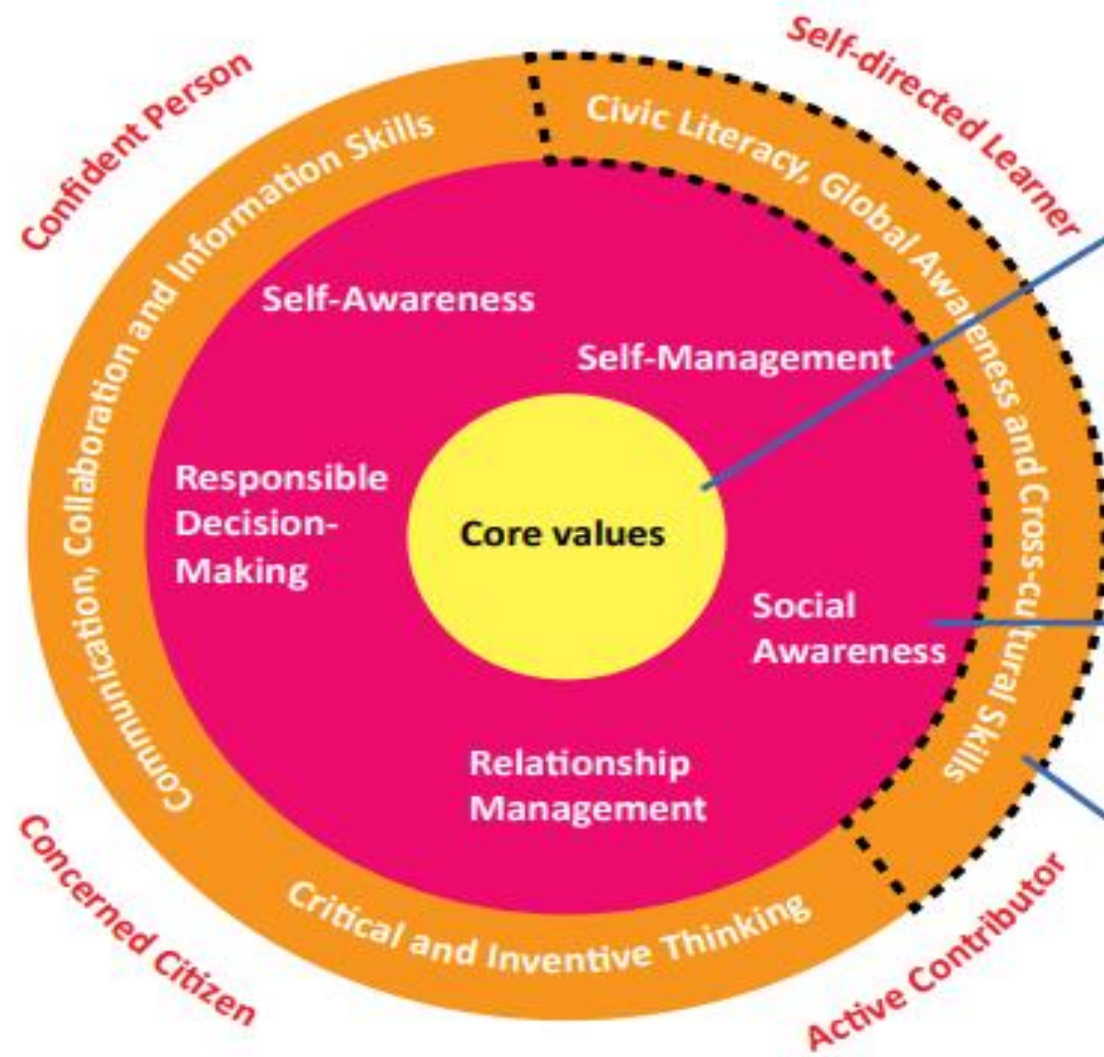 Confident Person
Self-directed Learner
Communication, Collaboration and Information Skills
Civic Literacy, Global Awareness and Cross-cultural Skills
Self-Awareness
Self-Management
Responsible
Decision-
Making
Core values
Social
Awareness
Relationship
Management
Critical and Inventive Thinking
Concerned Citizen
Active Contributor